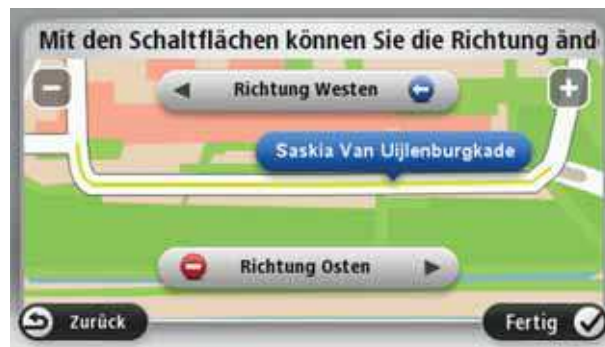 Mit den Schaltflächen können Sie die Richtung änd
Richtung Westen
Saskia Van Uijlenburgkade
Richtung Osten
Zurück
Fertig